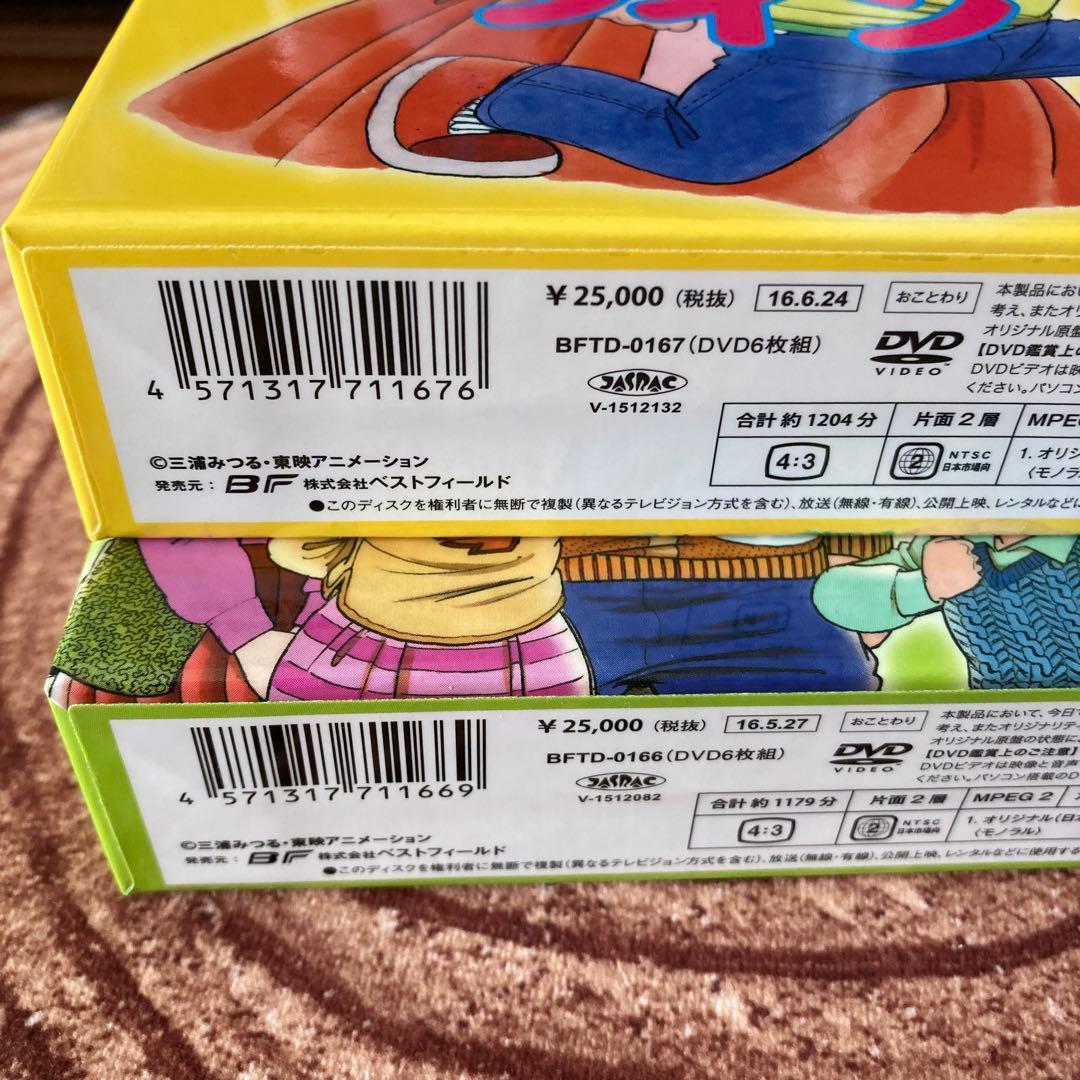 ¥25,000（税抜） 16.6.24 おことわり
BFTD-0167（DVD6枚組）
JASRAC
V-1512132
DVD
VIDEO
本製品におい
考え、またオリ
オリジナル原盤
【DVD鑑賞上の
DVDビデオは映
ください。パソコン
4 571317 711676
合計 約1204分 片面2層 MPEG
4:3 2 NTSC 日本市場向 1. オリジ
（モノラル
©三浦みつる・東映アニメーション
発売元： BF 株式会社ベストフィールド
●このディスクを権利者に無断で複製（異なるテレビジョン方式を含む）、放送（無線・有線）、公開上映、レンタルなどに
¥25,000（税抜） 16.5.27 おことわり
BFTD-0166（DVD6枚組）
JASRAC
V-1512082
DVD
VIDEO
本製品において、今日
考え、またオリジナリテ
オリジナル原盤の状態に
【DVD鑑賞上のご注意】
DVDビデオは映像と音声
ください。パソコン搭載のD
4 571317 711669
合計 約1179分 片面2層 MPEG 2
4:3 2 NTSC 日本市場向 1. オリジナル（日本
（モノラル）
©三浦みつる・東映アニメーション
発売元： BF 株式会社ベストフィールド
●このディスクを権利者に無断で複製（異なるテレビジョン方式を含む）、放送（無線・有線）、公開上映、レンタルなどに使用する